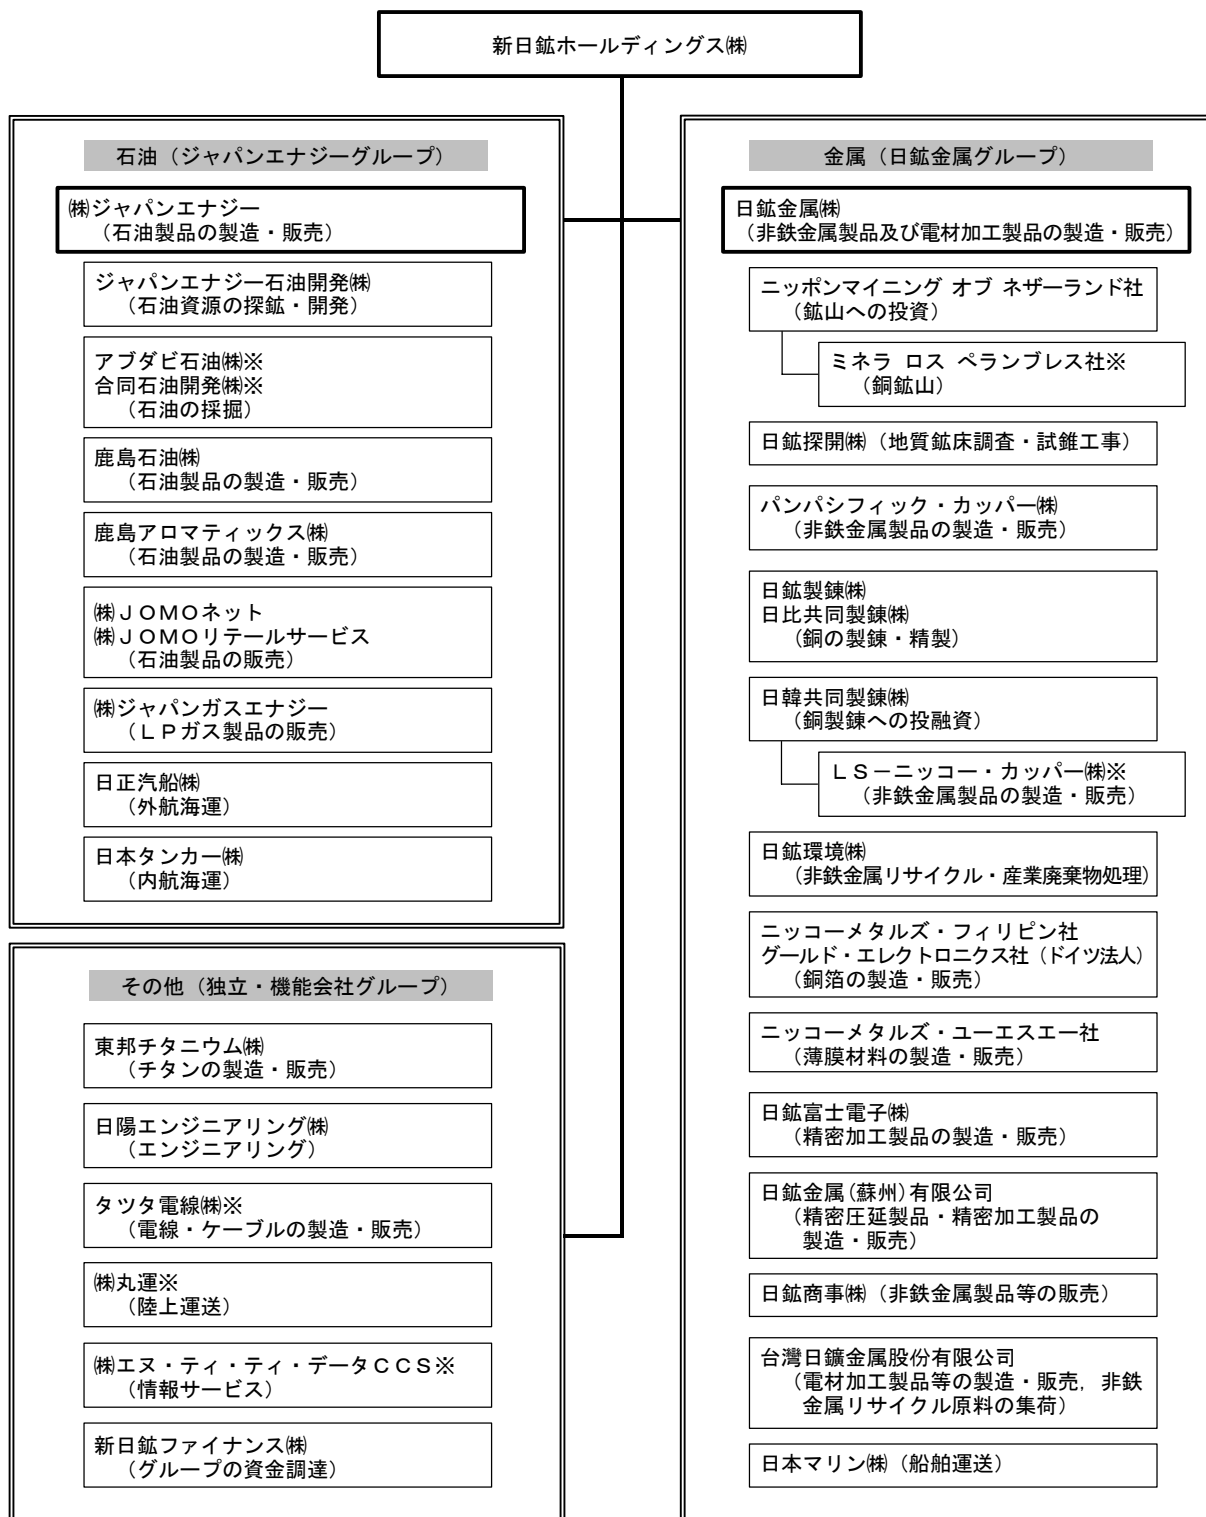 新日鉱ホールディングス㈱
石油（ジャパンエナジーグループ）
㈱ジャパンエナジー
（石油製品の製造・販売）
ジャパンエナジー石油開発㈱
（石油資源の探鉱・開発）
アブダビ石油㈱※
合同石油開発㈱※
（石油の採掘）
鹿島石油㈱
（石油製品の製造・販売）
鹿島アロマティックス㈱
（石油製品の製造・販売）
㈱ＪＯＭＯネット
㈱ＪＯＭＯリテールサービス
（石油製品の販売）
㈱ジャパンガスエナジー
（ＬＰガス製品の販売）
日正汽船㈱
（外航海運）
日本タンカー㈱
（内航海運）
その他（独立・機能会社グループ）
東邦チタニウム㈱
（チタンの製造・販売）
日陽エンジニアリング㈱
（エンジニアリング）
タツタ電線㈱※
（電線・ケーブルの製造・販売）
㈱丸運※
（陸上運送）
㈱エヌ・ティ・ティ・データＣＣＳ※
（情報サービス）
新日鉱ファイナンス㈱
（グループの資金調達）
金属（日鉱金属グループ）
日鉱金属㈱
（非鉄金属製品及び電材加工製品の製造・販売）
ニッポンマイニング オブ ネザーランド社
（鉱山への投資）
ミネラ ロス ペランブレス社※
（銅鉱山）
日鉱探開㈱（地質鉱床調査・試錐工事）
パンパシフィック・カッパー㈱
（非鉄金属製品の製造・販売）
日鉱製錬㈱
日比共同製錬㈱
（銅の製錬・精製）
日韓共同製錬㈱
（銅製錬への投融資）
ＬＳ－ニッコー・カッパー㈱※
（非鉄金属製品の製造・販売）
日鉱環境㈱
（非鉄金属リサイクル・産業廃棄物処理）
ニッコーメタルズ・フィリピン社
グールド・エレクトロニクス社（ドイツ法人）
（銅箔の製造・販売）
ニッコーメタルズ・ユーエスエー社
（薄膜材料の製造・販売）
日鉱富士電子㈱
（精密加工製品の製造・販売）
日鉱金属(蘇州)有限公司
（精密圧延製品・精密加工製品の
製造・販売）
日鉱商事㈱（非鉄金属製品等の販売）
台灣日鑛金属股份有限公司
（電材加工製品等の製造・販売，非鉄
金属リサイクル原料の集荷）
日本マリン㈱（船舶運送）